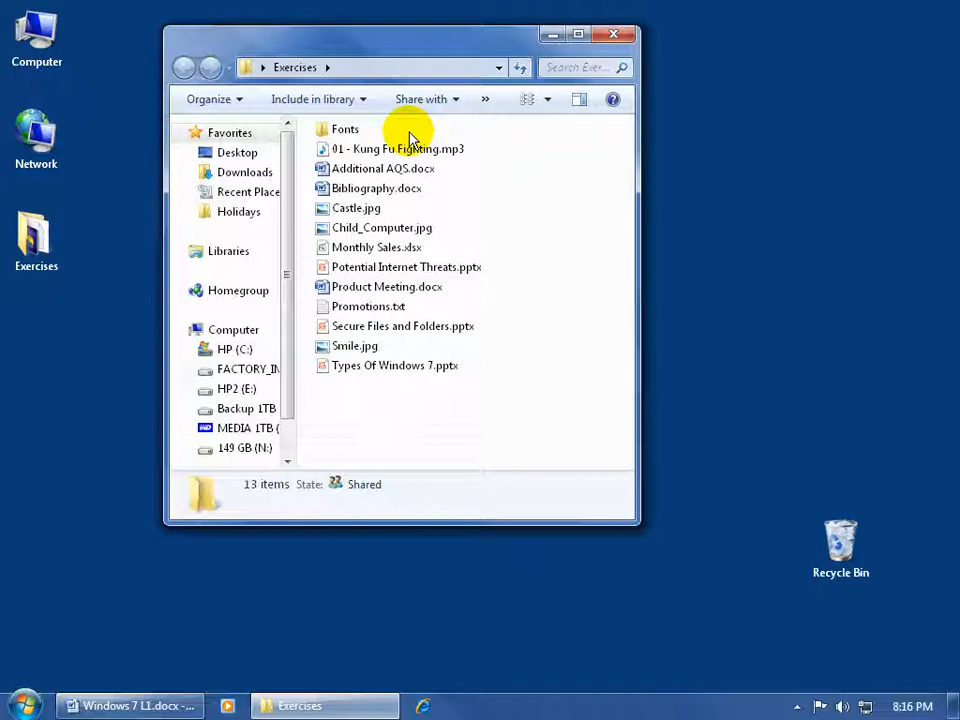 Computer
Network
Exercises
Exercises
Search Exer...
Organize
Include in library
Share with
»
Favorites
Desktop
Downloads
Recent Place
Holidays
Libraries
Homegroup
Computer
HP (C:)
FACTORY_IN
HP2 (E:)
Backup 1TB
MEDIA 1TB (
149 GB (N:)
Fonts
01 - Kung Fu Fighting.mp3
Additional AQS.docx
Bibliography.docx
Castle.jpg
Child_Computer.jpg
Monthly Sales.xlsx
Potential Internet Threats.pptx
Product Meeting.docx
Promotions.txt
Secure Files and Folders.pptx
Smile.jpg
Types Of Windows 7.pptx
13 items State: Shared
Recycle Bin
Windows 7 L1.docx -...
Exercises
8:16 PM